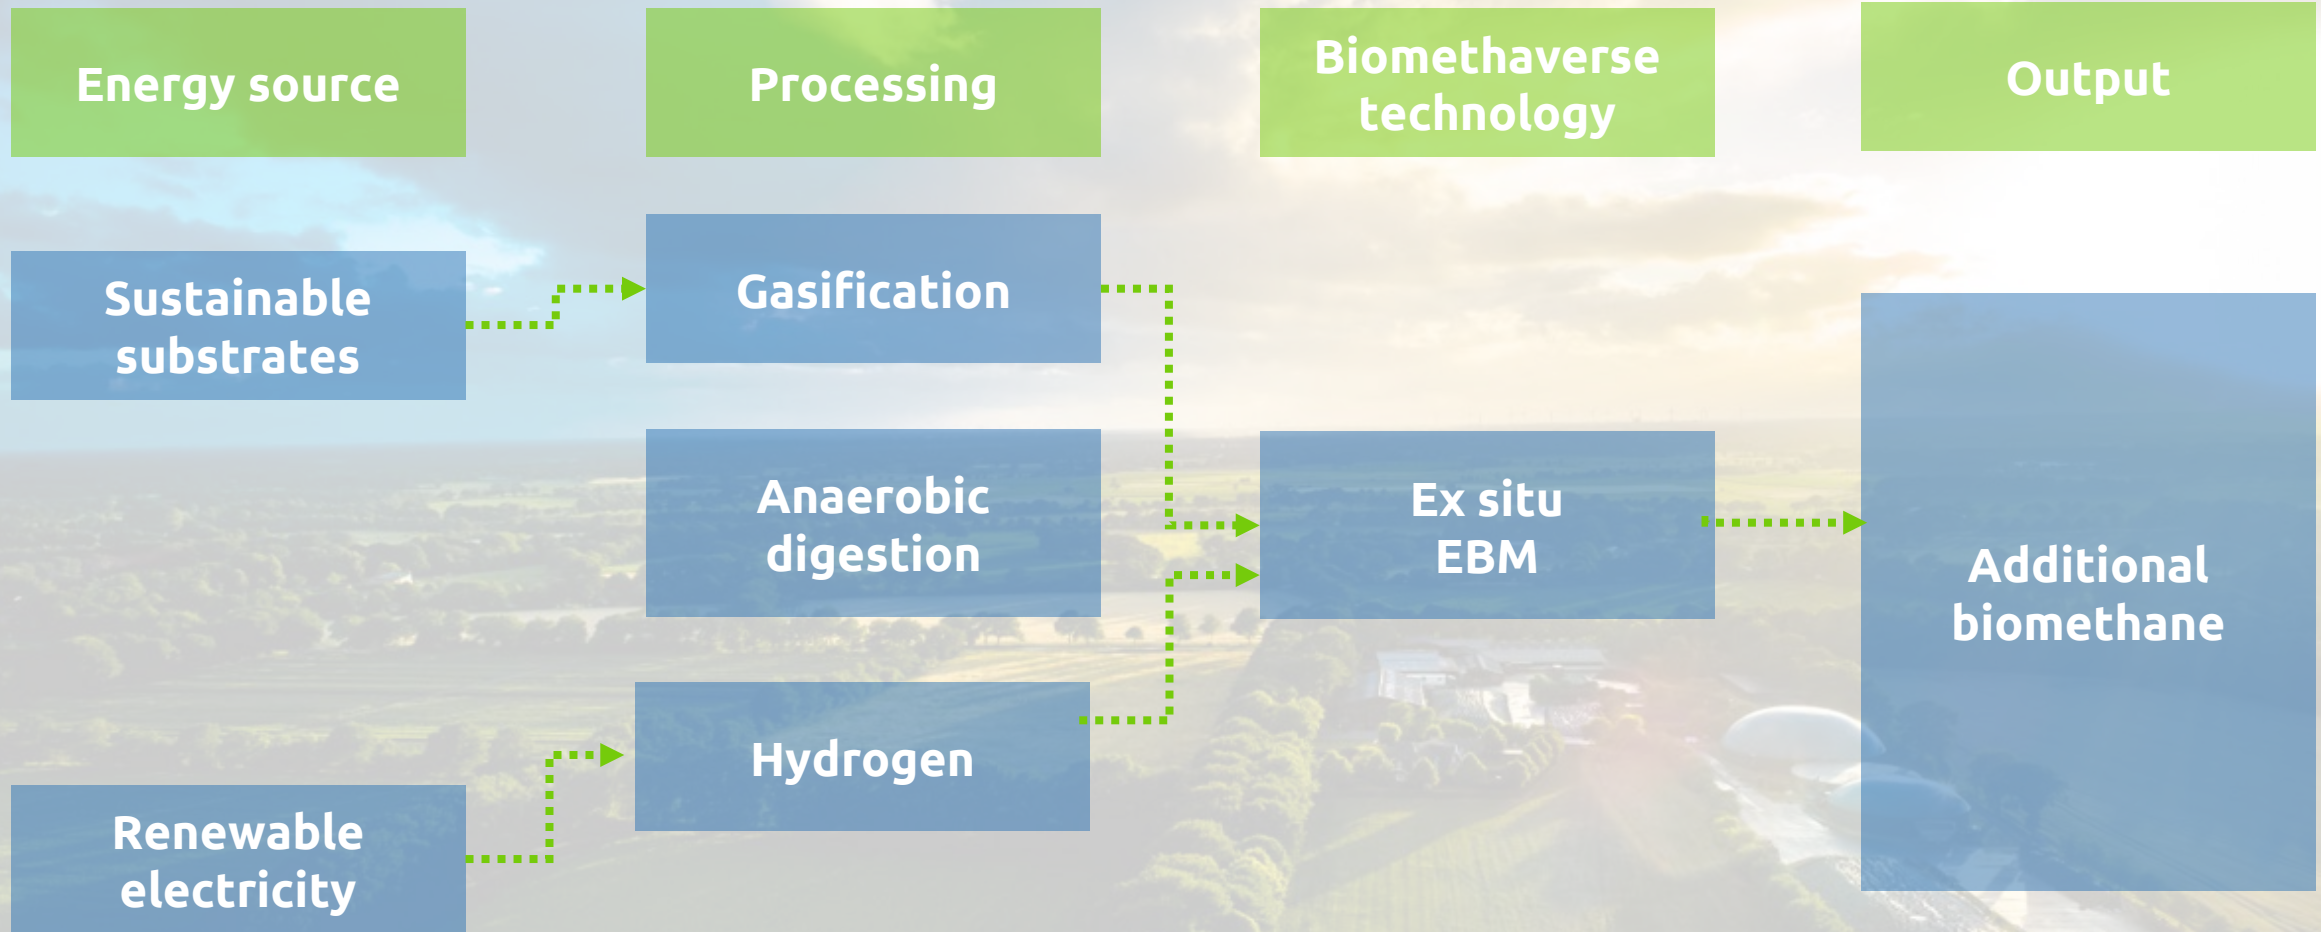 Energy source
Processing
Biomethaverse
technology
Output
Sustainable
substrates
Gasification
Anaerobic
digestion
Ex situ
EBM
Additional
biomethane
Hydrogen
Renewable
electricity